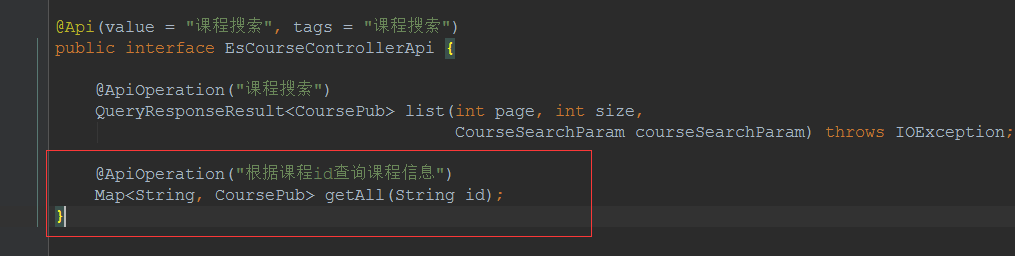 @Api(value = "课程搜索", tags = "课程搜索")
public interface EsCourseControllerApi {
@ApiOperation("课程搜索")
QueryResponseResult<CoursePub> list(int page, int size,
CourseSearchParam courseSearchParam) throws IOException;
@ApiOperation("根据课程id查询课程信息")
Map<String, CoursePub> getAll(String id);
}